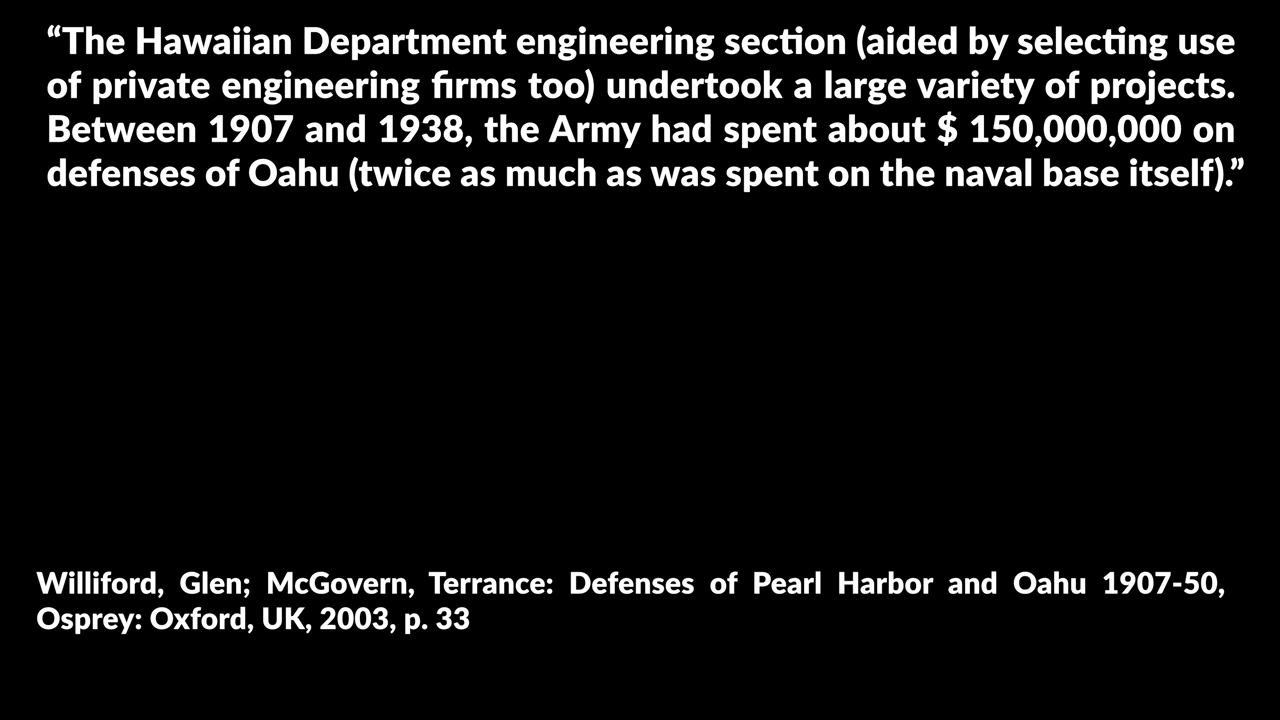 “The Hawaiian Department engineering section (aided by selecting use
of private engineering firms too) undertook a large variety of projects.
Between 1907 and 1938, the Army had spent about $ 150,000,000 on
defenses of Oahu (twice as much as was spent on the naval base itself).”
Williford, Glen; McGovern, Terrance: Defenses of Pearl Harbor and Oahu 1907-50,
Osprey: Oxford, UK, 2003, p. 33